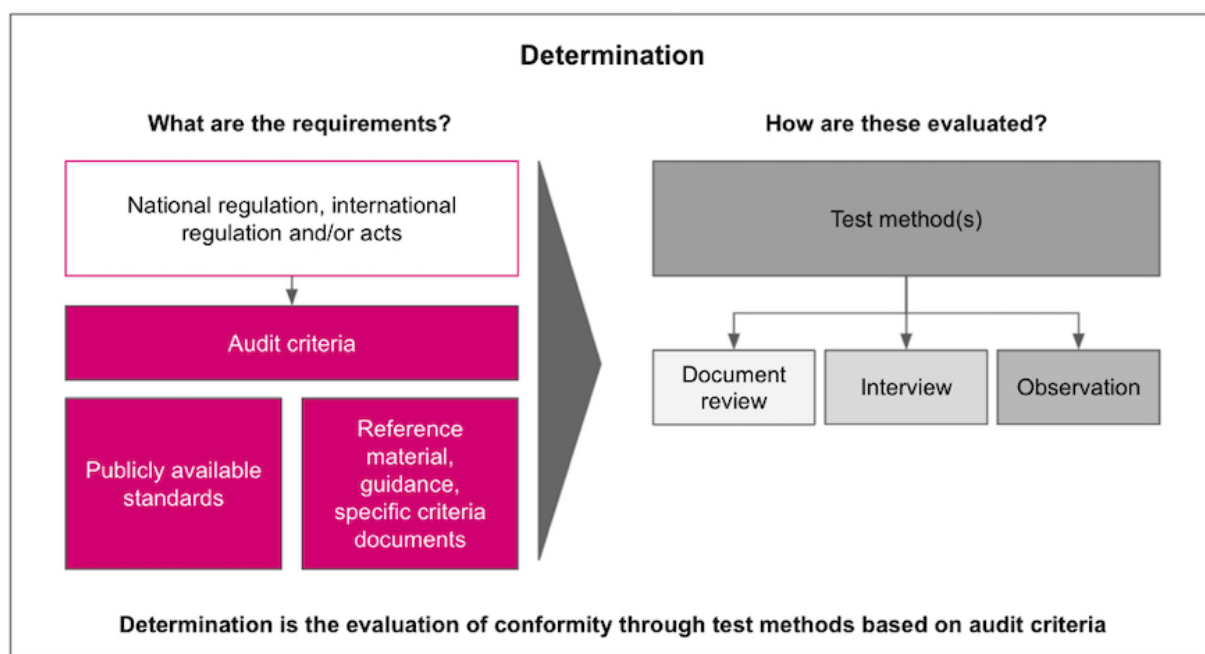 Determination
What are the requirements?
National regulation, international
regulation and/or acts
Audit criteria
Publicly available
standards
Reference
material,
guidance,
specific criteria
documents
How are these evaluated?
Test method(s)
Document
review
Interview
Observation
Determination is the evaluation of conformity through test methods based on audit criteria